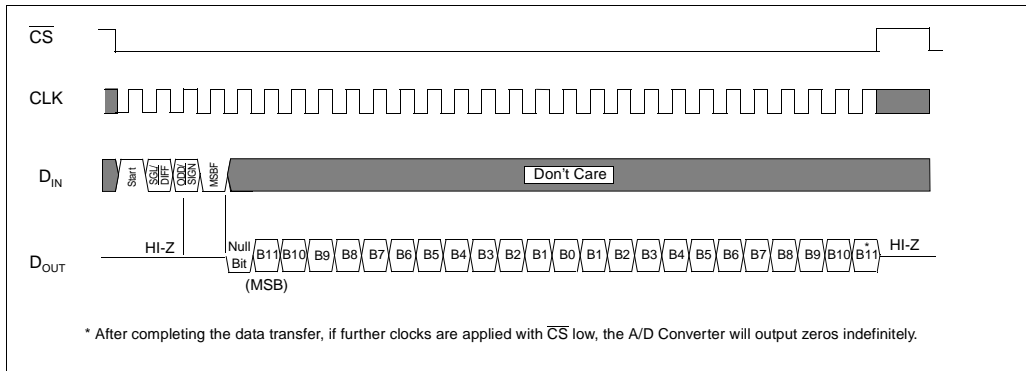 CS
CLK
DIN
Start
SGL/
DIFF
ODD/
SIGN
MSBF
Don't Care
DOUT
HI-Z
Null
Bit
B11 B10 B9 B8 B7 B6 B5 B4 B3 B2 B1 B0 B1 B2 B3 B4 B5 B6 B7 B8 B9 B10 B11*
HI-Z
(MSB)
* After completing the data transfer, if further clocks are applied with CS low, the A/D Converter will output zeros indefinitely.